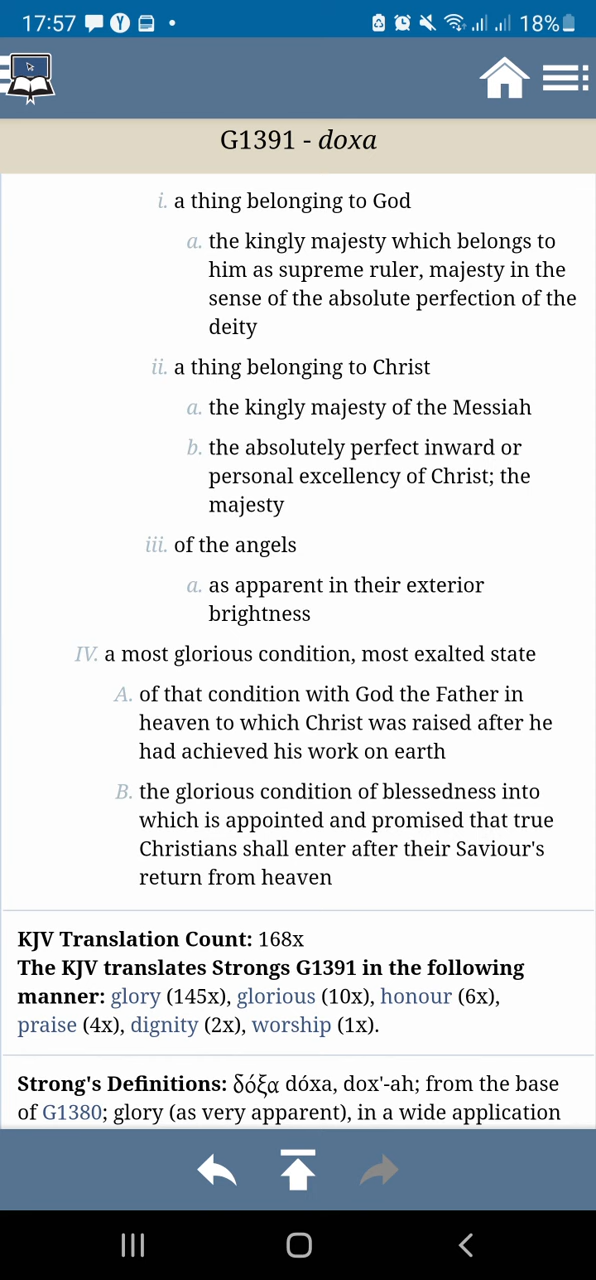 17:57
18%
G1391 - doxa
i. a thing belonging to God
a. the kingly majesty which belongs to
him as supreme ruler, majesty in the
sense of the absolute perfection of the
deity
ii. a thing belonging to Christ
a. the kingly majesty of the Messiah
b. the absolutely perfect inward or
personal excellency of Christ; the
majesty
iii. of the angels
a. as apparent in their exterior
brightness
IV. a most glorious condition, most exalted state
A. of that condition with God the Father in
heaven to which Christ was raised after he
had achieved his work on earth
B. the glorious condition of blessedness into
which is appointed and promised that true
Christians shall enter after their Saviour's
return from heaven
KJV Translation Count: 168x
The KJV translates Strongs G1391 in the following
manner: glory (145x), glorious (10x), honour (6x),
praise (4x), dignity (2x), worship (1x).
Strong's Definitions: δόξα dóxa, dox'-ah; from the base
of G1380; glory (as very apparent), in a wide application